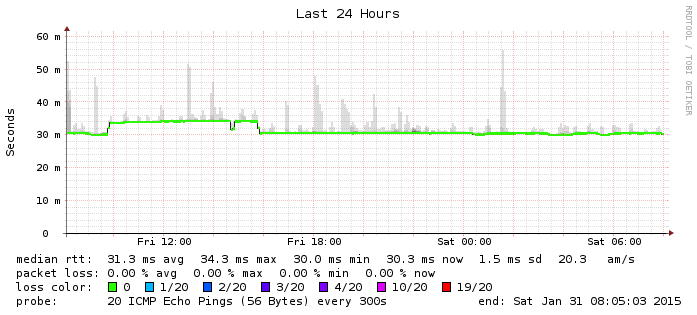 Last 24 Hours
RRDTOOL / TOBI OETIKER
Seconds
60 m
50 m
40 m
30 m
20 m
10 m
0
Fri 12:00 Fri 18:00 Sat 00:00 Sat 06:00
median rtt: 31.3 ms avg 34.3 ms max 30.0 ms min 30.3 ms now 1.5 ms sd 20.3 am/s
packet loss: 0.00 % avg 0.00 % max 0.00 % min 0.00 % now
loss color: 0 1/20 2/20 3/20 4/20 10/20 19/20
probe: 20 ICMP Echo Pings (56 Bytes) every 300s end: Sat Jan 31 08:05:03 2015